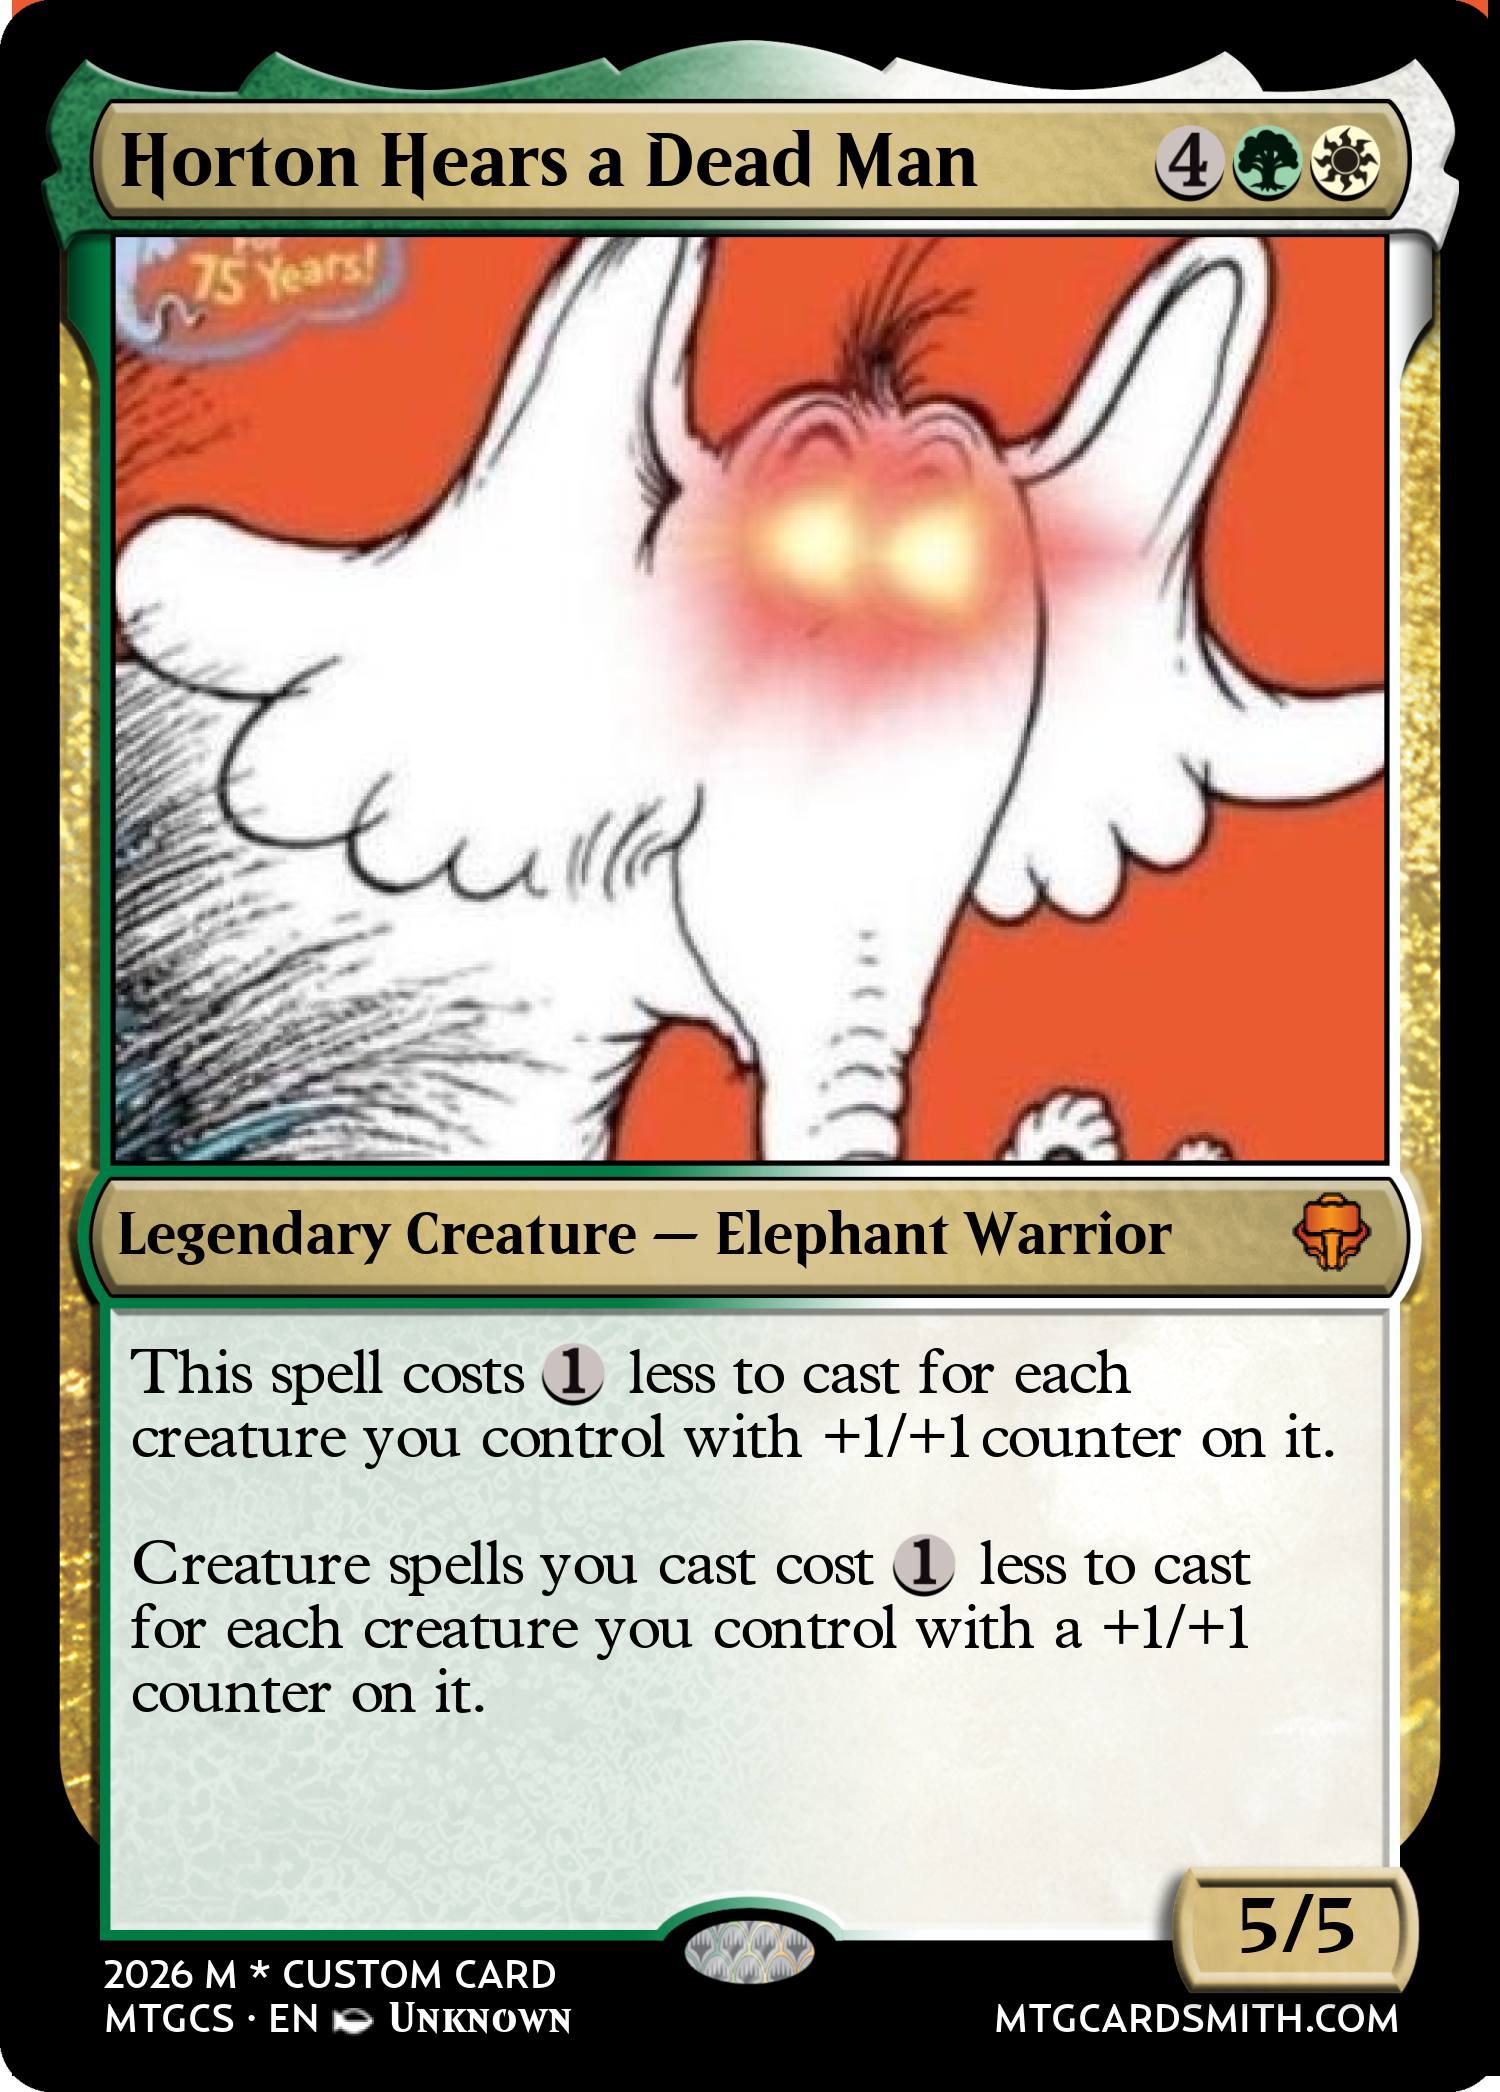 Horton Hears a Dead Man 4
75 Years!
Legendary Creature — Elephant Warrior
This spell costs 1 less to cast for each
creature you control with +1/+1 counter on it.
Creature spells you cast cost 1 less to cast
for each creature you control with a +1/+1
counter on it.
5/5
2026 M * CUSTOM CARD
MTGCS · EN UNKNOWN
MTGCARDSMITH.COM